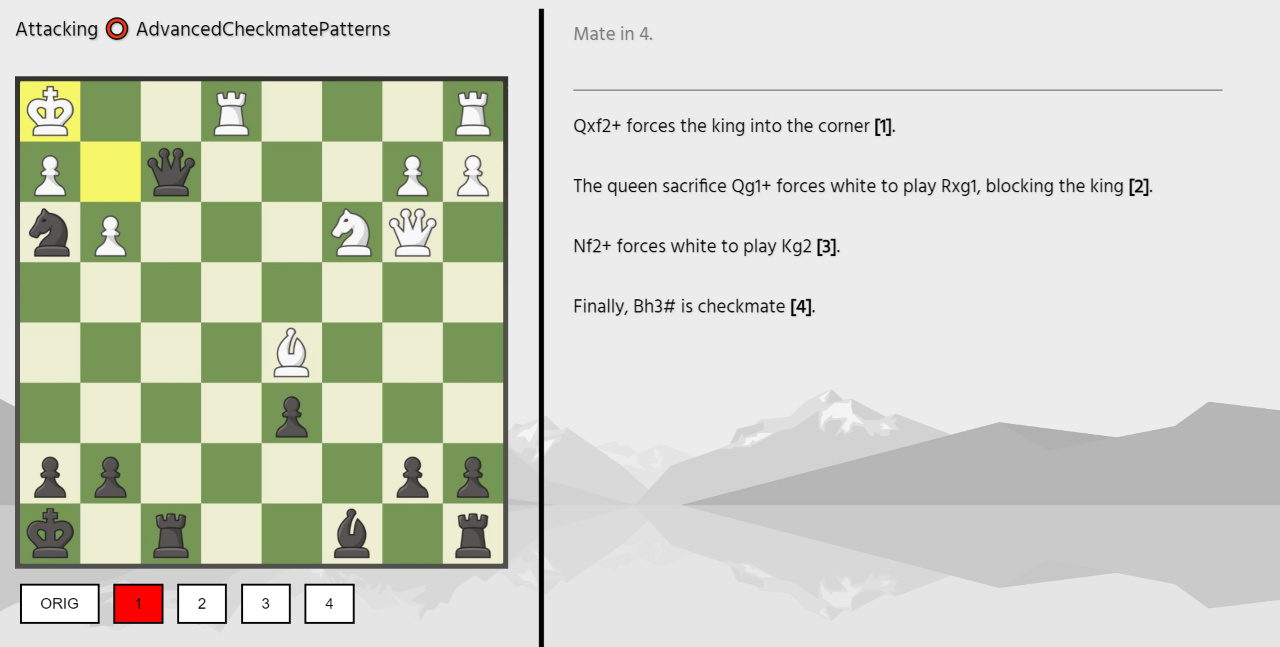 Attacking AdvancedCheckmatePatterns
Mate in 4.
Qxf2+ forces the king into the corner [1].
The queen sacrifice Qg1+ forces white to play Rxg1, blocking the king [2].
Nf2+ forces white to play Kg2 [3].
Finally, Bh3# is checkmate [4].
ORIG 1 2 3 4